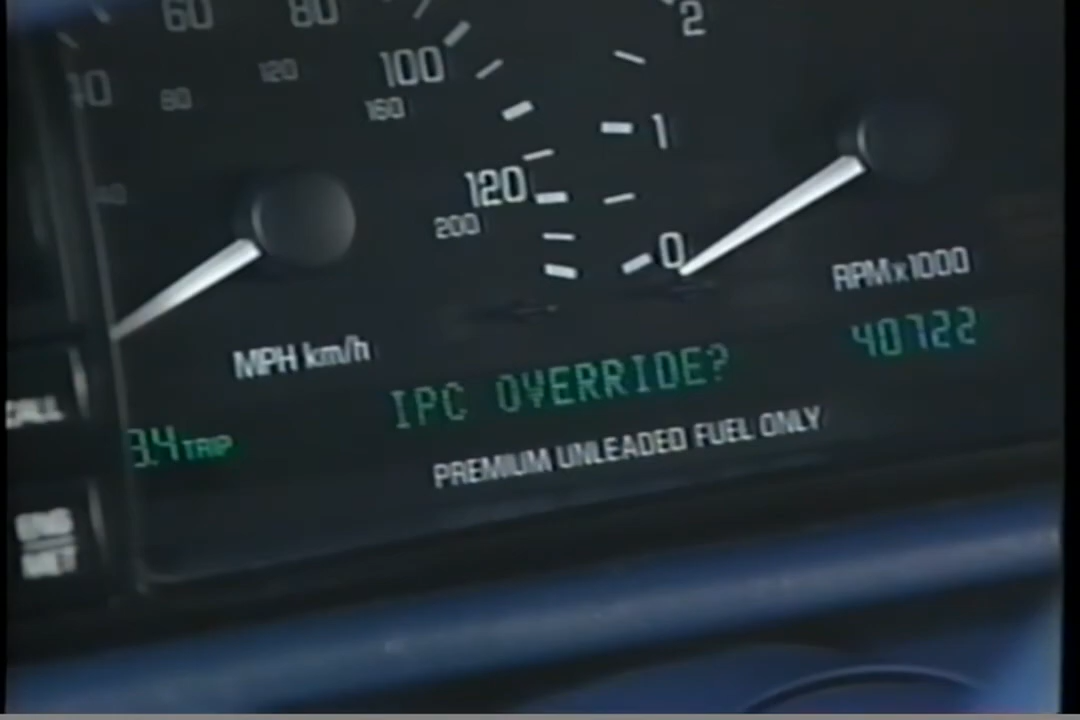 60 80
100
120
80
160
2
1
120
200
0
RPMx1000
MPH km/h
40722
IPC OVERRIDE?
3.4 TRIP
PREMIUM UNLEADED FUEL ONLY